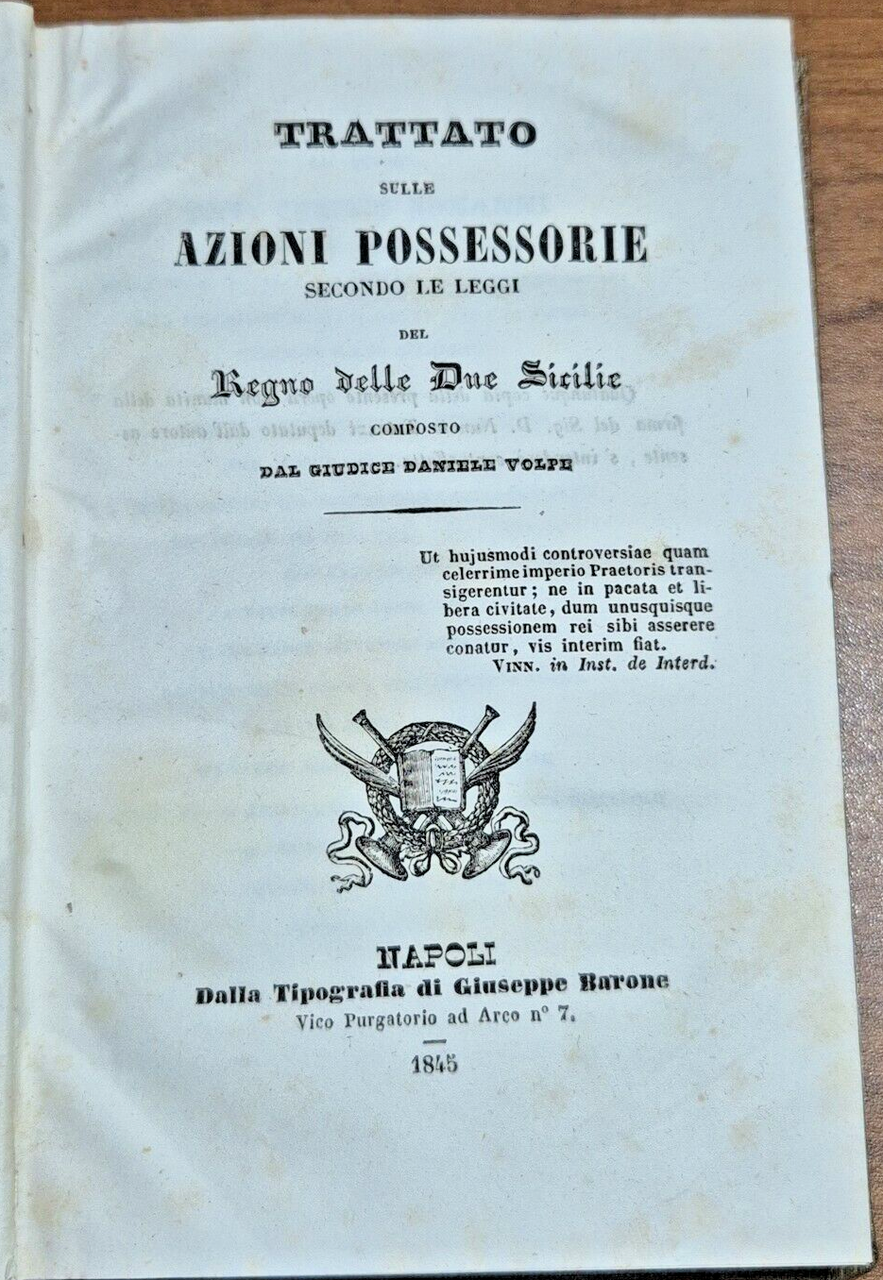 TRATTATO
SULLE
AZIONI POSSESSORIE
SECONDO LE LEGGI
DEL
Regno delle Due Sicilie
COMPOSTO
DAL GIUDICE DANIELE VOLPE
Ut hujusmodi controversiae quam
celerrime imperio Praetoris tran-
sigerentur; ne in pacata et li-
bera civitate, dum unusquisque
possessionem rei sibi asserere
conatur, vis interim fiat.
VINN. in Inst. de Interd.
NAPOLI
Dalla Tipografia di Giuseppe Barone
Vico Purgatorio ad Arco n° 7.
1845